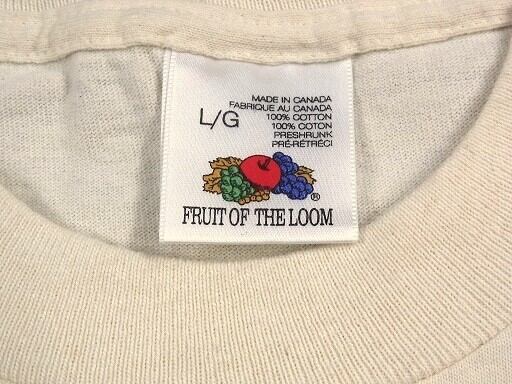 L/G
MADE IN CANADA
FABRIQUE AU CANADA
100% COTTON
100% COTON
PRESHRUNK
PRÉ-RÉTRÉCI
®
FRUIT OF THE LOOM